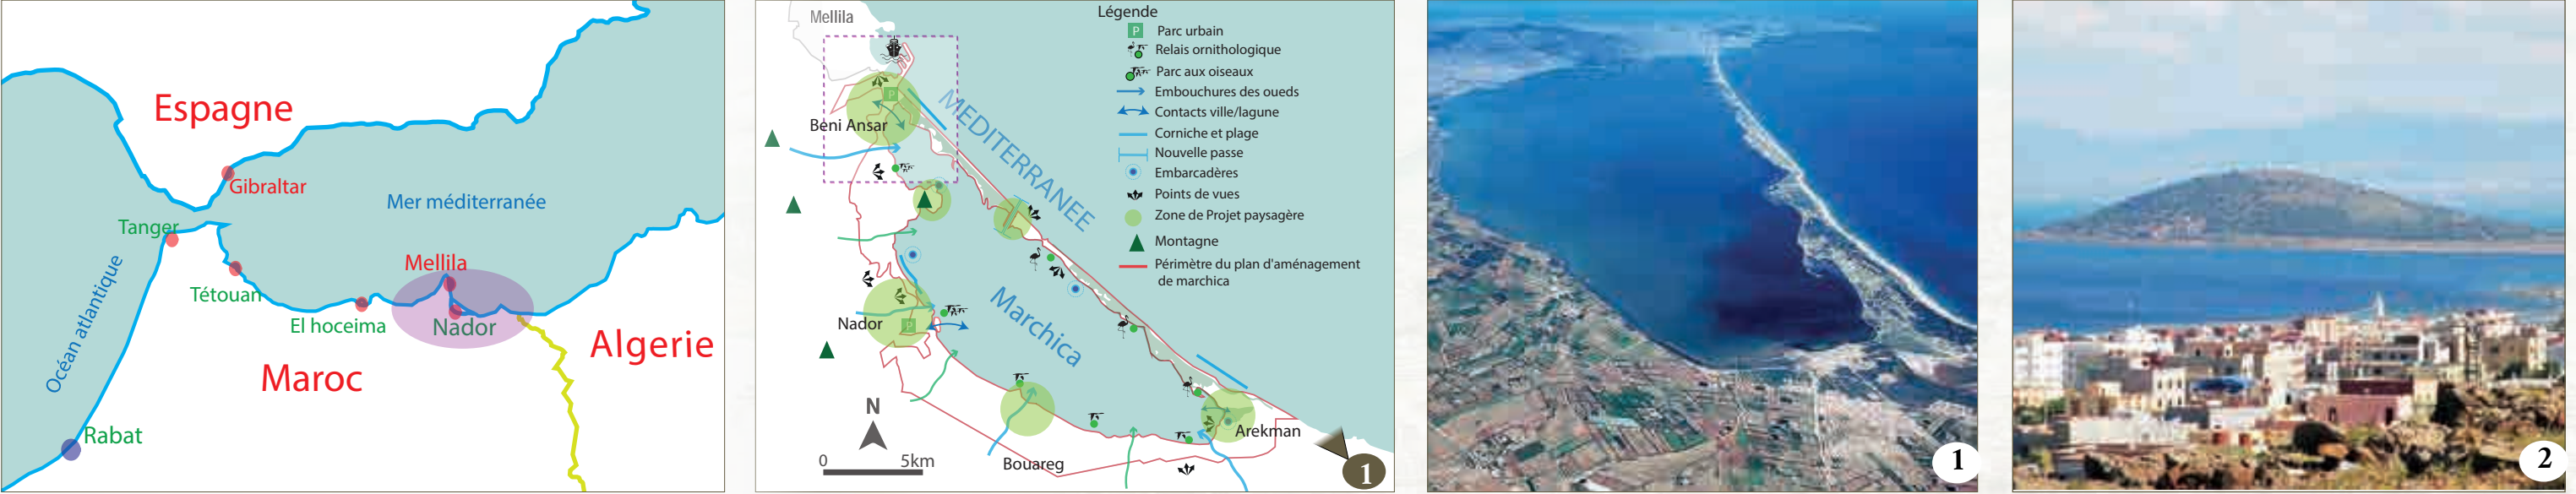 Espagne
Gibraltar
Mer méditerranée
Tanger
Mellila
Océan atlantique
Tétouan
El hoceima
Nador
Algerie
Maroc
Rabat
Mellila
Beni Ansar
MEDITERRANEE
Nador
Marchica
N
0 5km
Bouareg
Arekman
1
Légende
P Parc urbain
Relais ornithologique
Parc aux oiseaux
Embouchures des oueds
Contacts ville/lagune
Corniche et plage
Nouvelle passe
Embarcadères
Points de vues
Zone de Projet paysagère
Montagne
Périmètre du plan d'aménagement
de marchica
P
P
1
2